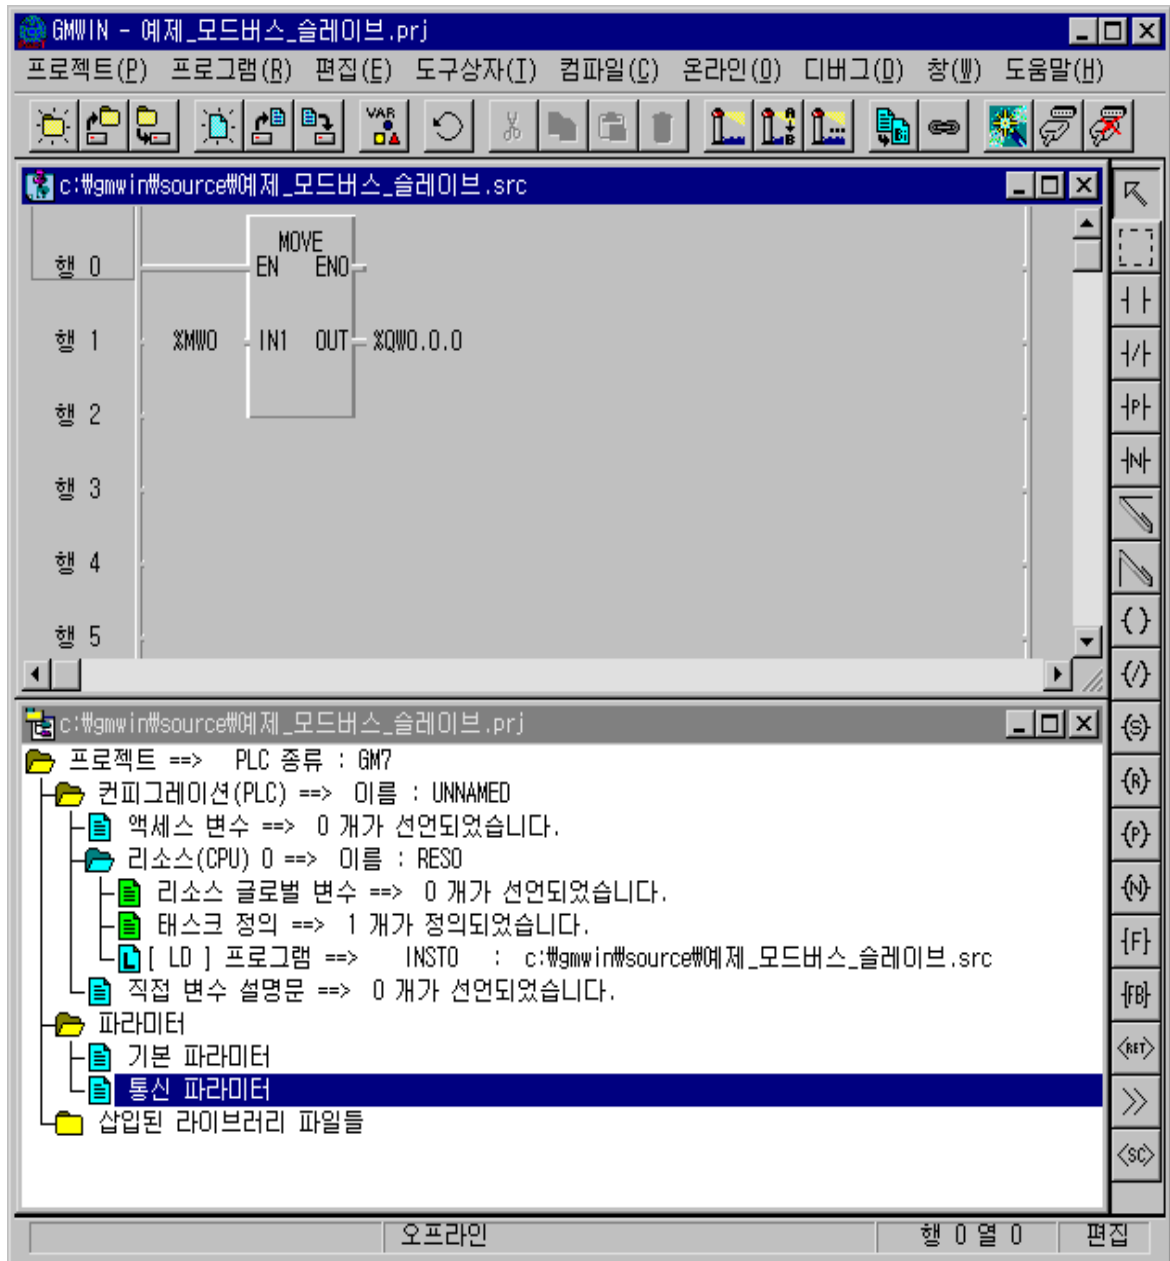 GMWIN - 예제_모드버스_슬레이브.prj
프로젝트(P) 프로그램(R) 편집(E) 도구상자(T) 컴파일(C) 온라인(O) 디버그(D) 창(W) 도움말(H)
VAR
A
B
Bi
c:₩gmwin₩source₩예제_모드버스_슬레이브.src
MOVE
행 0 EN ENO
행 1 %MW0 IN1 OUT %QW0.0.0
행 2
행 3
행 4
행 5
c:₩gmwin₩source₩예제_모드버스_슬레이브.prj
프로젝트 ==> PLC 종류 : GM7
컨피그레이션(PLC) ==> 이름 : UNNAMED
액세스 변수 ==> 0 개가 선언되었습니다.
리소스(CPU) 0 ==> 이름 : RES0
리소스 글로벌 변수 ==> 0 개가 선언되었습니다.
태스크 정의 ==> 1 개가 정의되었습니다.
L [ LD ] 프로그램 ==> INST0 : c:₩gmwin₩source₩예제_모드버스_슬레이브.src
직접 변수 설명문 ==> 0 개가 선언되었습니다.
파라미터
기본 파라미터
통신 파라미터
삽입된 라이브러리 파일들
P
N
( )
(/)
(S)
(R)
(P)
(N)
{F}
{FB}
<RET>
>>
<SC>
오프라인 행 0 열 0 편집